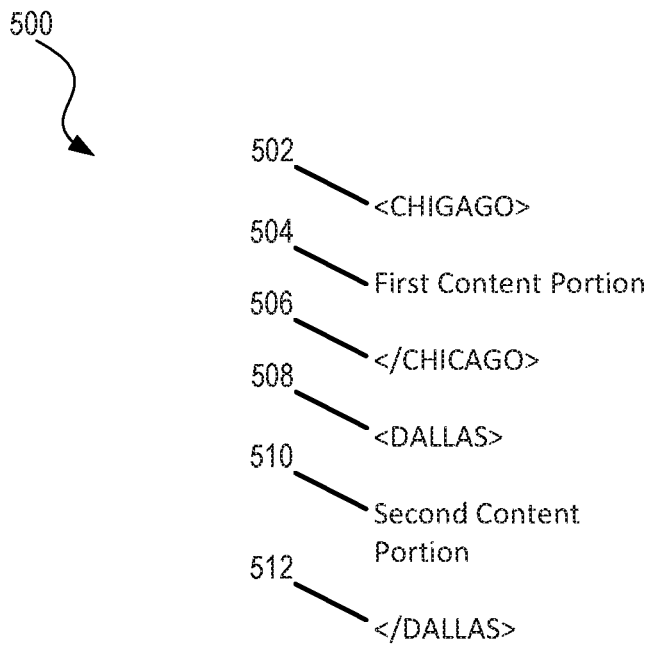 500
502
<CHIGAGO>
504
First Content Portion
506
</CHICAGO>
508
<DALLAS>
510
Second Content
Portion
512
</DALLAS>